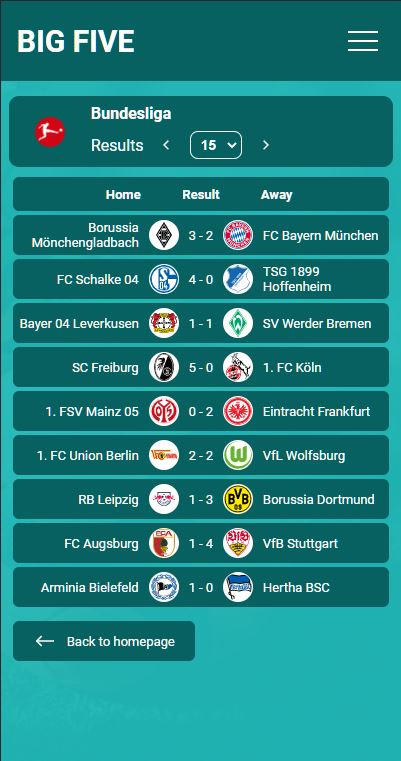 BIG FIVE
Bundesliga
Results 15
Home Result Away
Borussia
Mönchengladbach 3 - 2 FC Bayern München
FC Schalke 04 4 - 0 TSG 1899
Hoffenheim
Bayer 04 Leverkusen 1 - 1 SV Werder Bremen
SC Freiburg 5 - 0 1. FC Köln
1. FSV Mainz 05 0 - 2 Eintracht Frankfurt
1. FC Union Berlin 2 - 2 VfL Wolfsburg
RB Leipzig 1 - 3 Borussia Dortmund
FC Augsburg 1 - 4 VfB Stuttgart
Arminia Bielefeld 1 - 0 Hertha BSC
Back to homepage